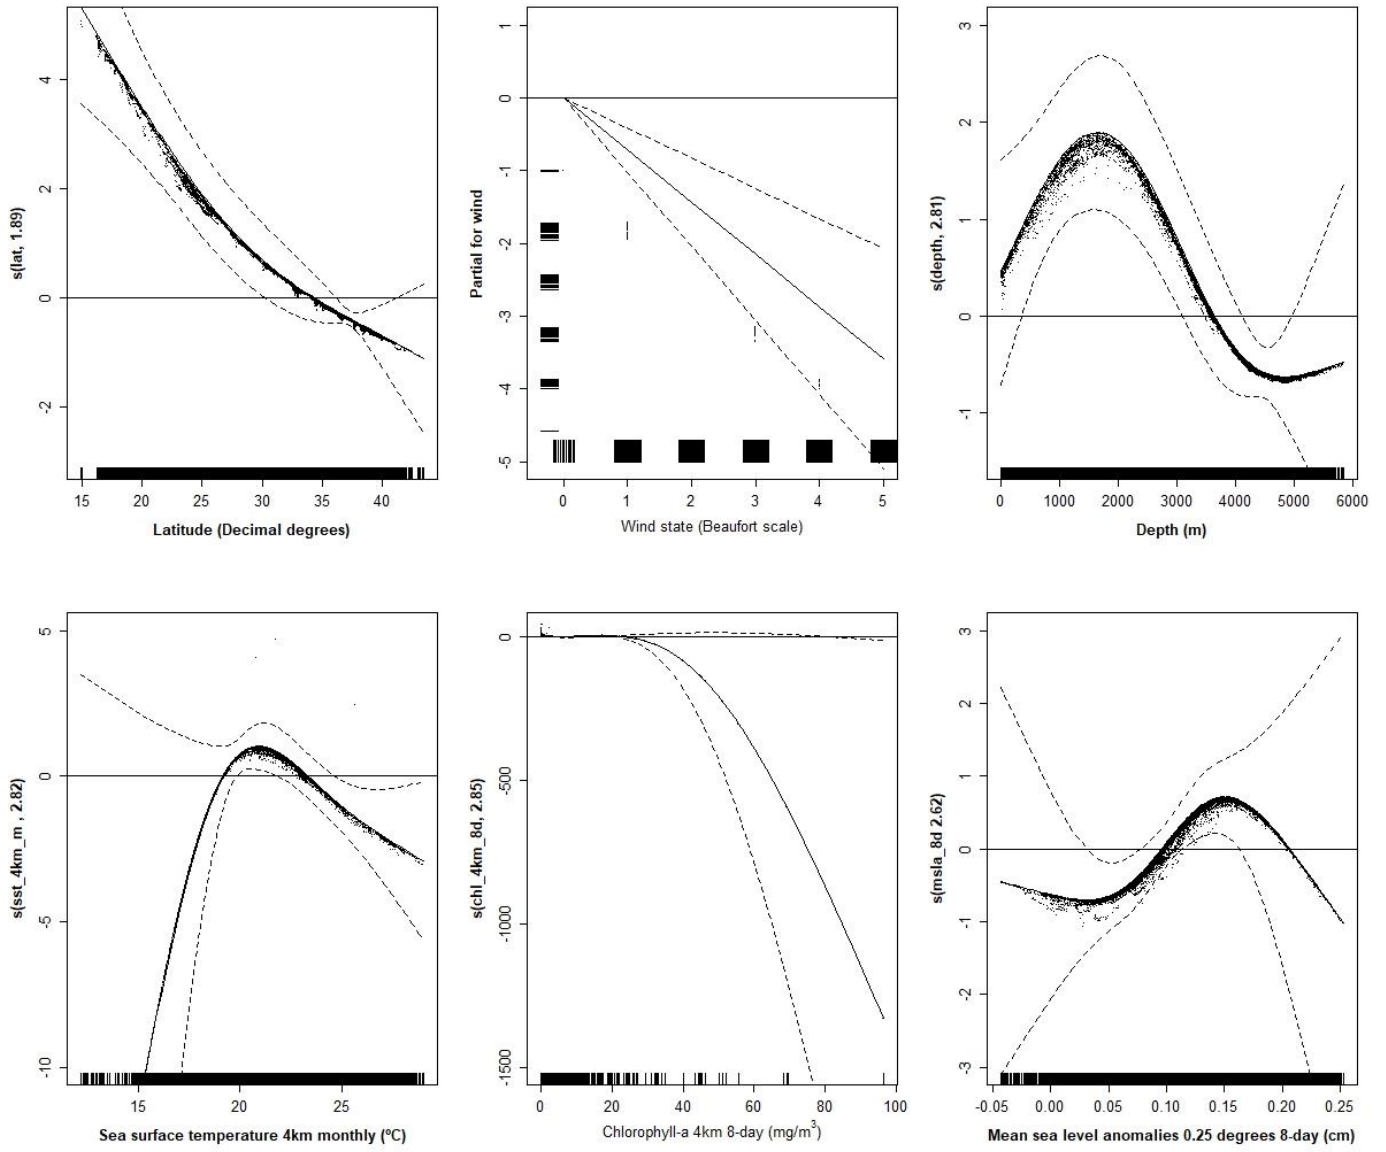 s(lat, 1.89)
4
2
0
-2
15 20 25 30 35 40
Latitude (Decimal degrees)
Partial for wind
1
0
-1
-2
-3
-4
-5
0 1 2 3 4 5
Wind state (Beaufort scale)
s(depth, 2.81)
3
2
1
0
-1
0 1000 2000 3000 4000 5000 6000
Depth (m)
s(sst_4km_m , 2.82)
5
0
-5
-10
15 20 25
Sea surface temperature 4km monthly (ºC)
s(chl_4km_8d, 2.85)
0
-500
-1000
-1500
0 20 40 60 80 100
Chlorophyll-a 4km 8-day (mg/m³)
s(msla_8d 2.62)
3
2
1
0
-1
-2
-3
-0.05 0.00 0.05 0.10 0.15 0.20 0.25
Mean sea level anomalies 0.25 degrees 8-day (cm)